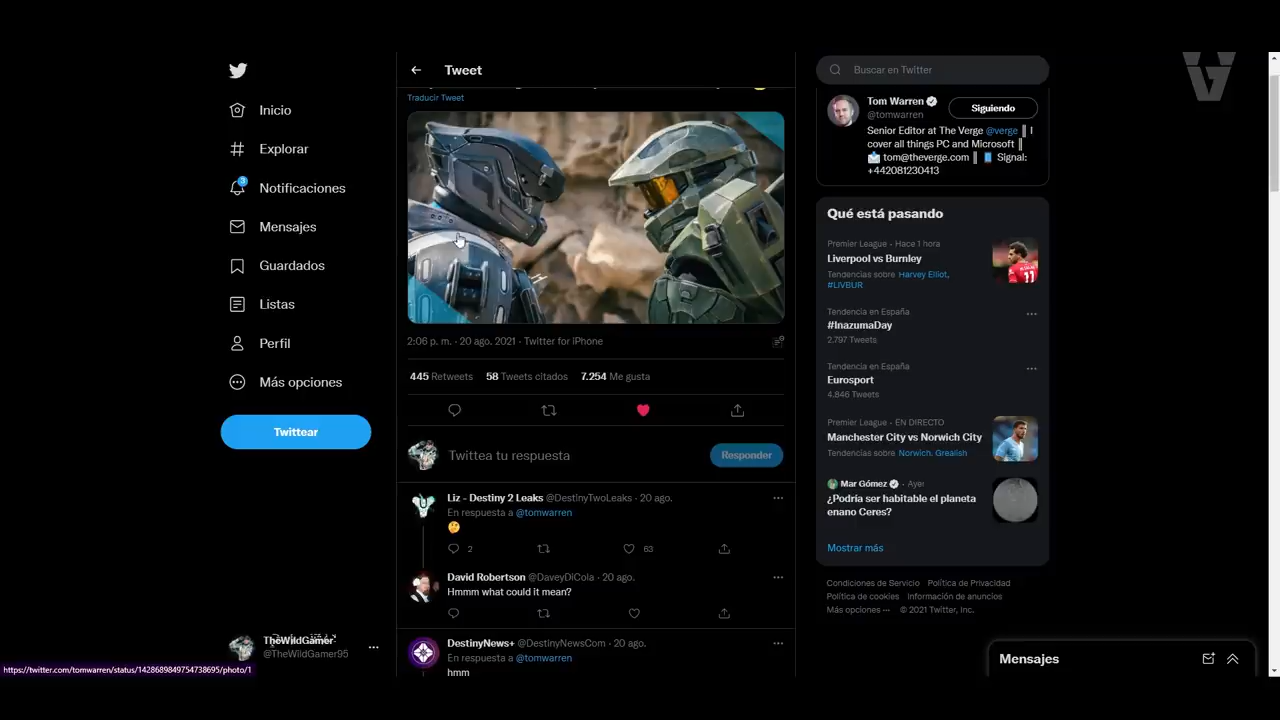 Inicio
Explorar
3
Notificaciones
Mensajes
Guardados
Listas
Perfil
Más opciones
Twittear
TheWildGamer
@TheWildGamer95
https://twitter.com/tomwarren/status/1428689849754738695/photo/1
Tweet
Traducir Tweet
2:06 p. m. · 20 ago. 2021 · Twitter for iPhone
445 Retweets 58 Tweets citados 7.254 Me gusta
Twittea tu respuesta
Responder
Liz - Destiny 2 Leaks @DestinyTwoLeaks · 20 ago.
En respuesta a @tomwarren
🤔
2 63
David Robertson @DaveyDiCola · 20 ago.
Hmmm what could it mean?
DestinyNews+ @DestinyNewsCom · 20 ago.
En respuesta a @tomwarren
hmm
Buscar en Twitter
Tom Warren
@tomwarren
Siguiendo
Senior Editor at The Verge @verge || I
cover all things PC and Microsoft ||
📩 tom@theverge.com || 📘 Signal:
+442081230413
Qué está pasando
Premier League · Hace 1 hora
Liverpool vs Burnley
Tendencias sobre Harvey Elliot,
#LIVBUR
Tendencia en España
#InazumaDay
2.797 Tweets
Tendencia en España
Eurosport
4.846 Tweets
Premier League · EN DIRECTO
Manchester City vs Norwich City
Tendencias sobre Norwich, Grealish
Mar Gómez · Ayer
¿Podría ser habitable el planeta
enano Ceres?
Mostrar más
Condiciones de Servicio Política de Privacidad
Política de cookies Información de anuncios
Más opciones ··· © 2021 Twitter, Inc.
Mensajes